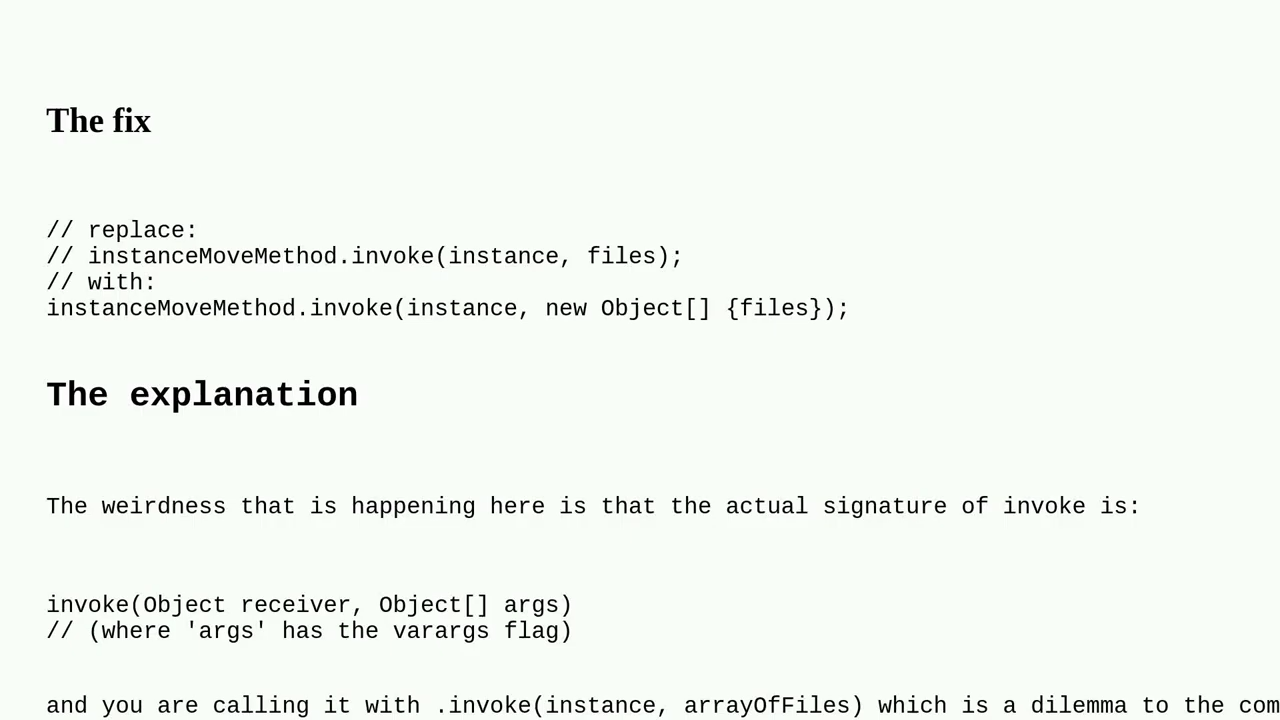 The fix
// replace:
// instanceMoveMethod.invoke(instance, files);
// with:
instanceMoveMethod.invoke(instance, new Object[] {files});
The explanation
The weirdness that is happening here is that the actual signature of invoke is:
invoke(Object receiver, Object[] args)
// (where 'args' has the varargs flag)
and you are calling it with .invoke(instance, arrayOfFiles) which is a dilemma to the com